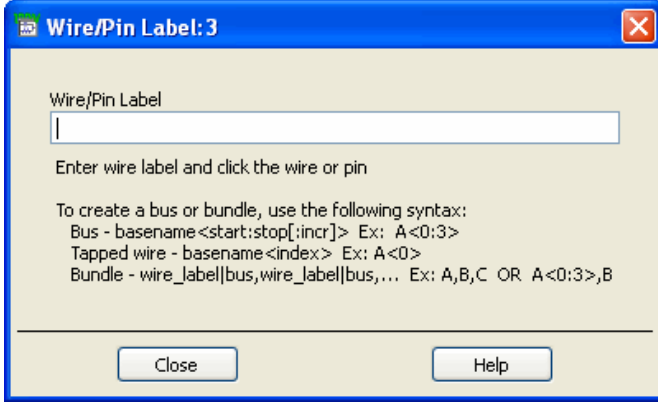 Wire/Pin Label:3
Wire/Pin Label
Enter wire label and click the wire or pin
To create a bus or bundle, use the following syntax:
Bus - basename<start:stop[:incr]> Ex: A<0:3>
Tapped wire - basename<index> Ex: A<0>
Bundle - wire_label|bus,wire_label|bus,... Ex: A,B,C OR A<0:3>,B
Close Help